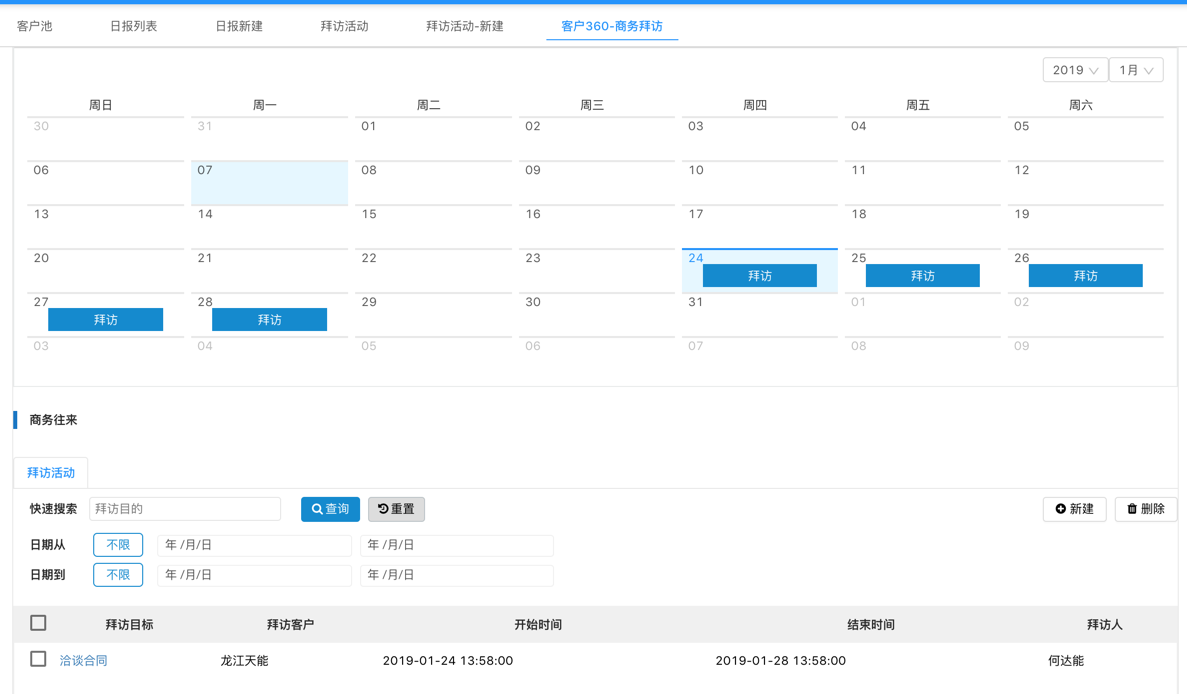 客户池 日报列表 日报新建 拜访活动 拜访活动-新建 客户360-商务拜访
2019 1月
周日 周一 周二 周三 周四 周五 周六
30 31 01 02 03 04 05
06 07 08 09 10 11 12
13 14 15 16 17 18 19
20 21 22 23 24 25 26
拜访 拜访 拜访
27 28 29 30 31 01 02
拜访 拜访
03 04 05 06 07 08 09
商务往来
拜访活动
快速搜索 拜访目的 查询 重置 新建 删除
日期从 不限 年 /月/日 年 /月/日
日期到 不限 年 /月/日 年 /月/日
拜访目标 拜访客户 开始时间 结束时间 拜访人
洽谈合同 龙江天能 2019-01-24 13:58:00 2019-01-28 13:58:00 何达能